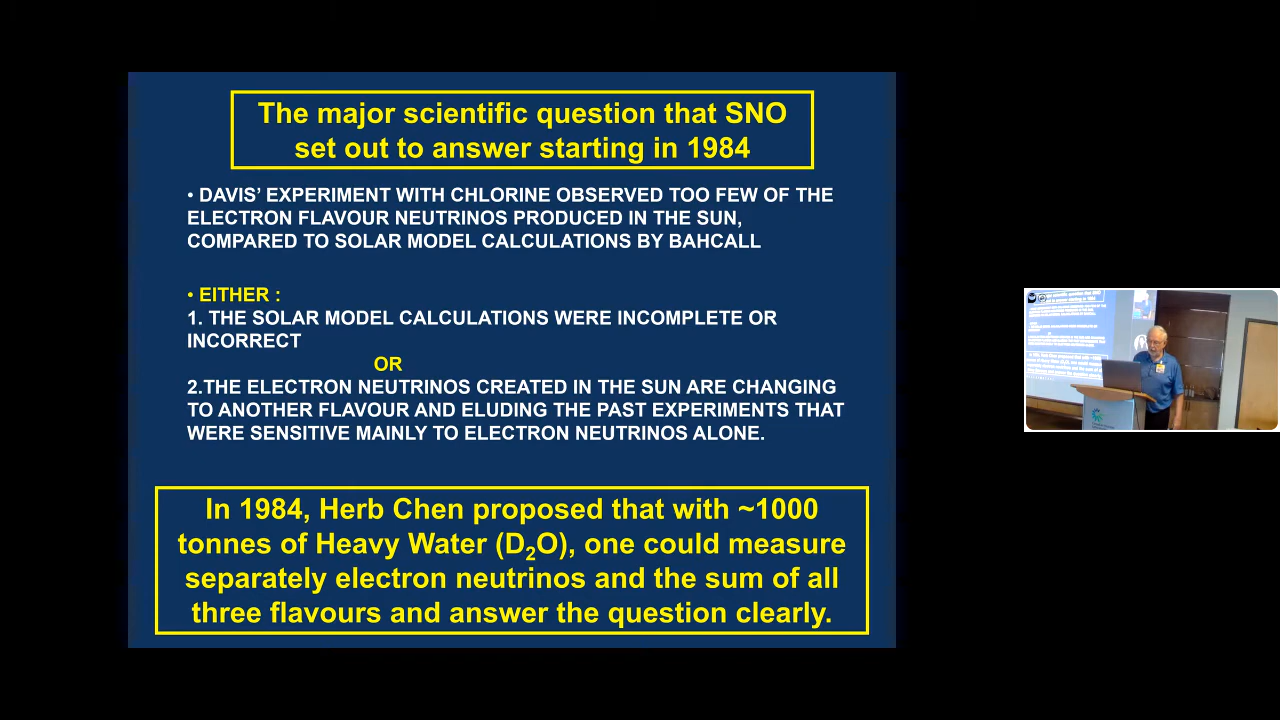 The major scientific question that SNO
set out to answer starting in 1984
• DAVIS’ EXPERIMENT WITH CHLORINE OBSERVED TOO FEW OF THE
ELECTRON FLAVOUR NEUTRINOS PRODUCED IN THE SUN,
COMPARED TO SOLAR MODEL CALCULATIONS BY BAHCALL
• EITHER :
1. THE SOLAR MODEL CALCULATIONS WERE INCOMPLETE OR
INCORRECT
OR
2.THE ELECTRON NEUTRINOS CREATED IN THE SUN ARE CHANGING
TO ANOTHER FLAVOUR AND ELUDING THE PAST EXPERIMENTS THAT
WERE SENSITIVE MAINLY TO ELECTRON NEUTRINOS ALONE.
In 1984, Herb Chen proposed that with ~1000
tonnes of Heavy Water (D₂O), one could measure
separately electron neutrinos and the sum of all
three flavours and answer the question clearly.